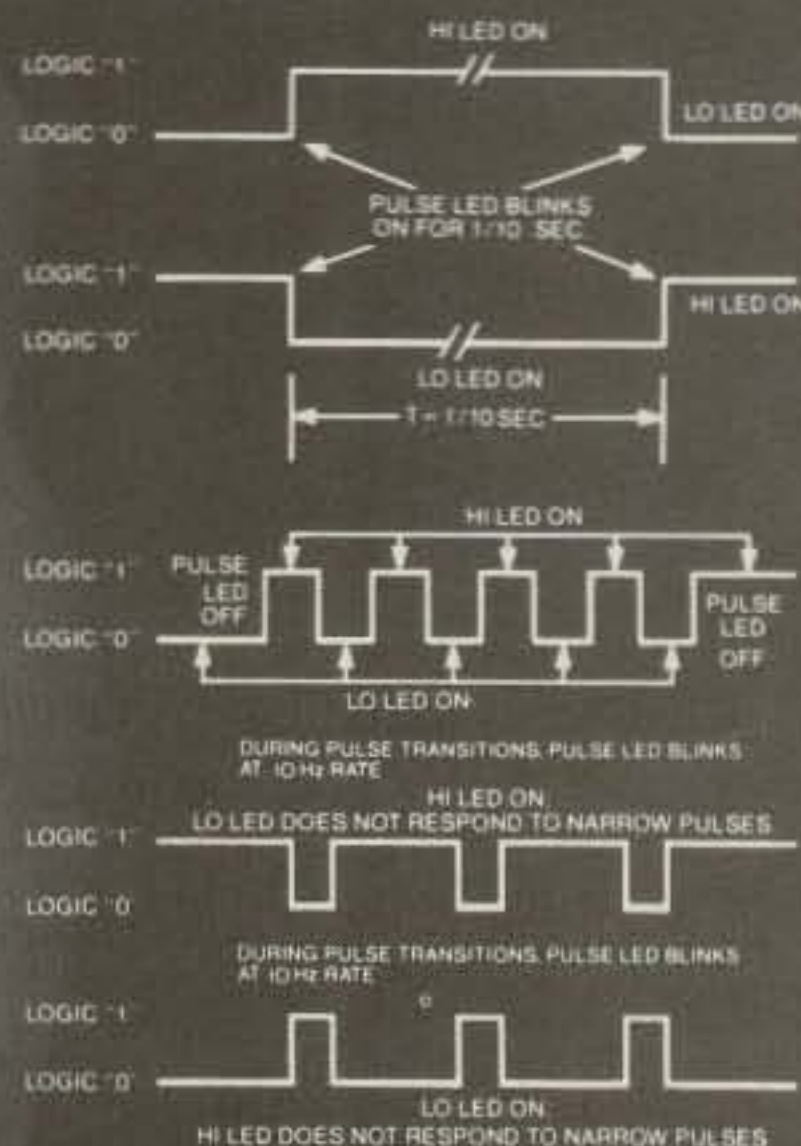 HI LED ON
LOGIC "1"
LO LED ON
LOGIC "0"
PULSE LED BLINKS
ON FOR 1/10 SEC
LOGIC "1"
HI LED ON
LOGIC "0"
LO LED ON
T = 1/10 SEC
HI LED ON
LOGIC "1"
PULSE
LED
OFF
PULSE
LED
OFF
LOGIC "0"
LO LED ON
DURING PULSE TRANSITIONS, PULSE LED BLINKS
AT 10 Hz RATE
HI LED ON.
LO LED DOES NOT RESPOND TO NARROW PULSES
LOGIC "1"
LOGIC "0
DURING PULSE TRANSITIONS, PULSE LED BLINKS
AT 10 Hz RATE
LOGIC "1
LOGIC "0"
LO LED ON.
HI LED DOES NOT RESPOND TO NARROW PULSES